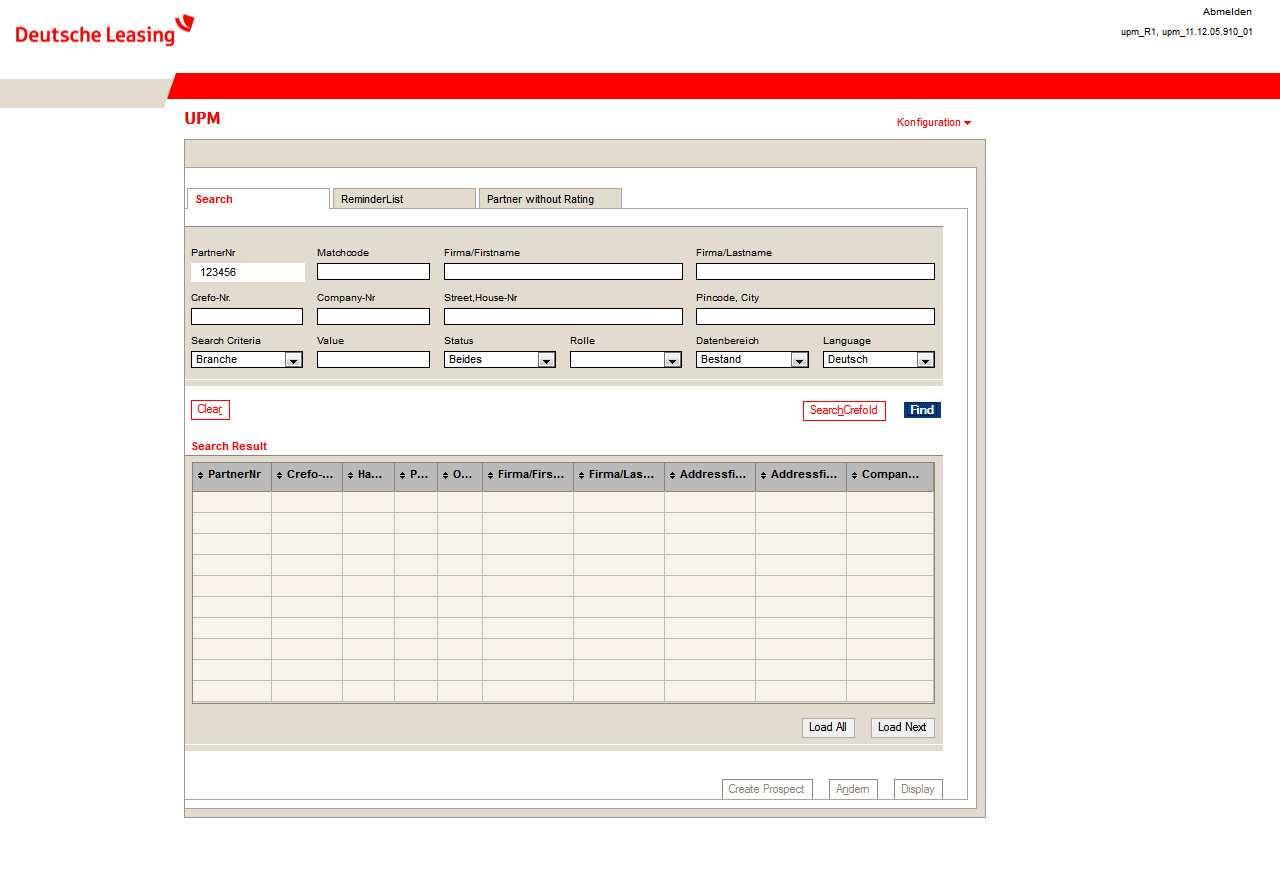 Deutsche Leasing
Abmelden
upm_R1, upm_11.12.05.910_01
UPM
Konfiguration
Search
ReminderList
Partner without Rating
PartnerNr
Matchcode
Firma/Firstname
Firma/Lastname
123456
Crefo-Nr.
Company-Nr
Street,House-Nr
Pincode, City
Search Criteria
Value
Status
Rolle
Datenbereich
Language
Branche
Beides
Bestand
Deutsch
Clear
SearchCrefoId
Find
Search Result
PartnerNr
Crefo-...
Ha...
P...
O...
Firma/Firs...
Firma/Las...
Addressfi...
Addressfi...
Compan...
Load All
Load Next
Create Prospect
Andern
Display